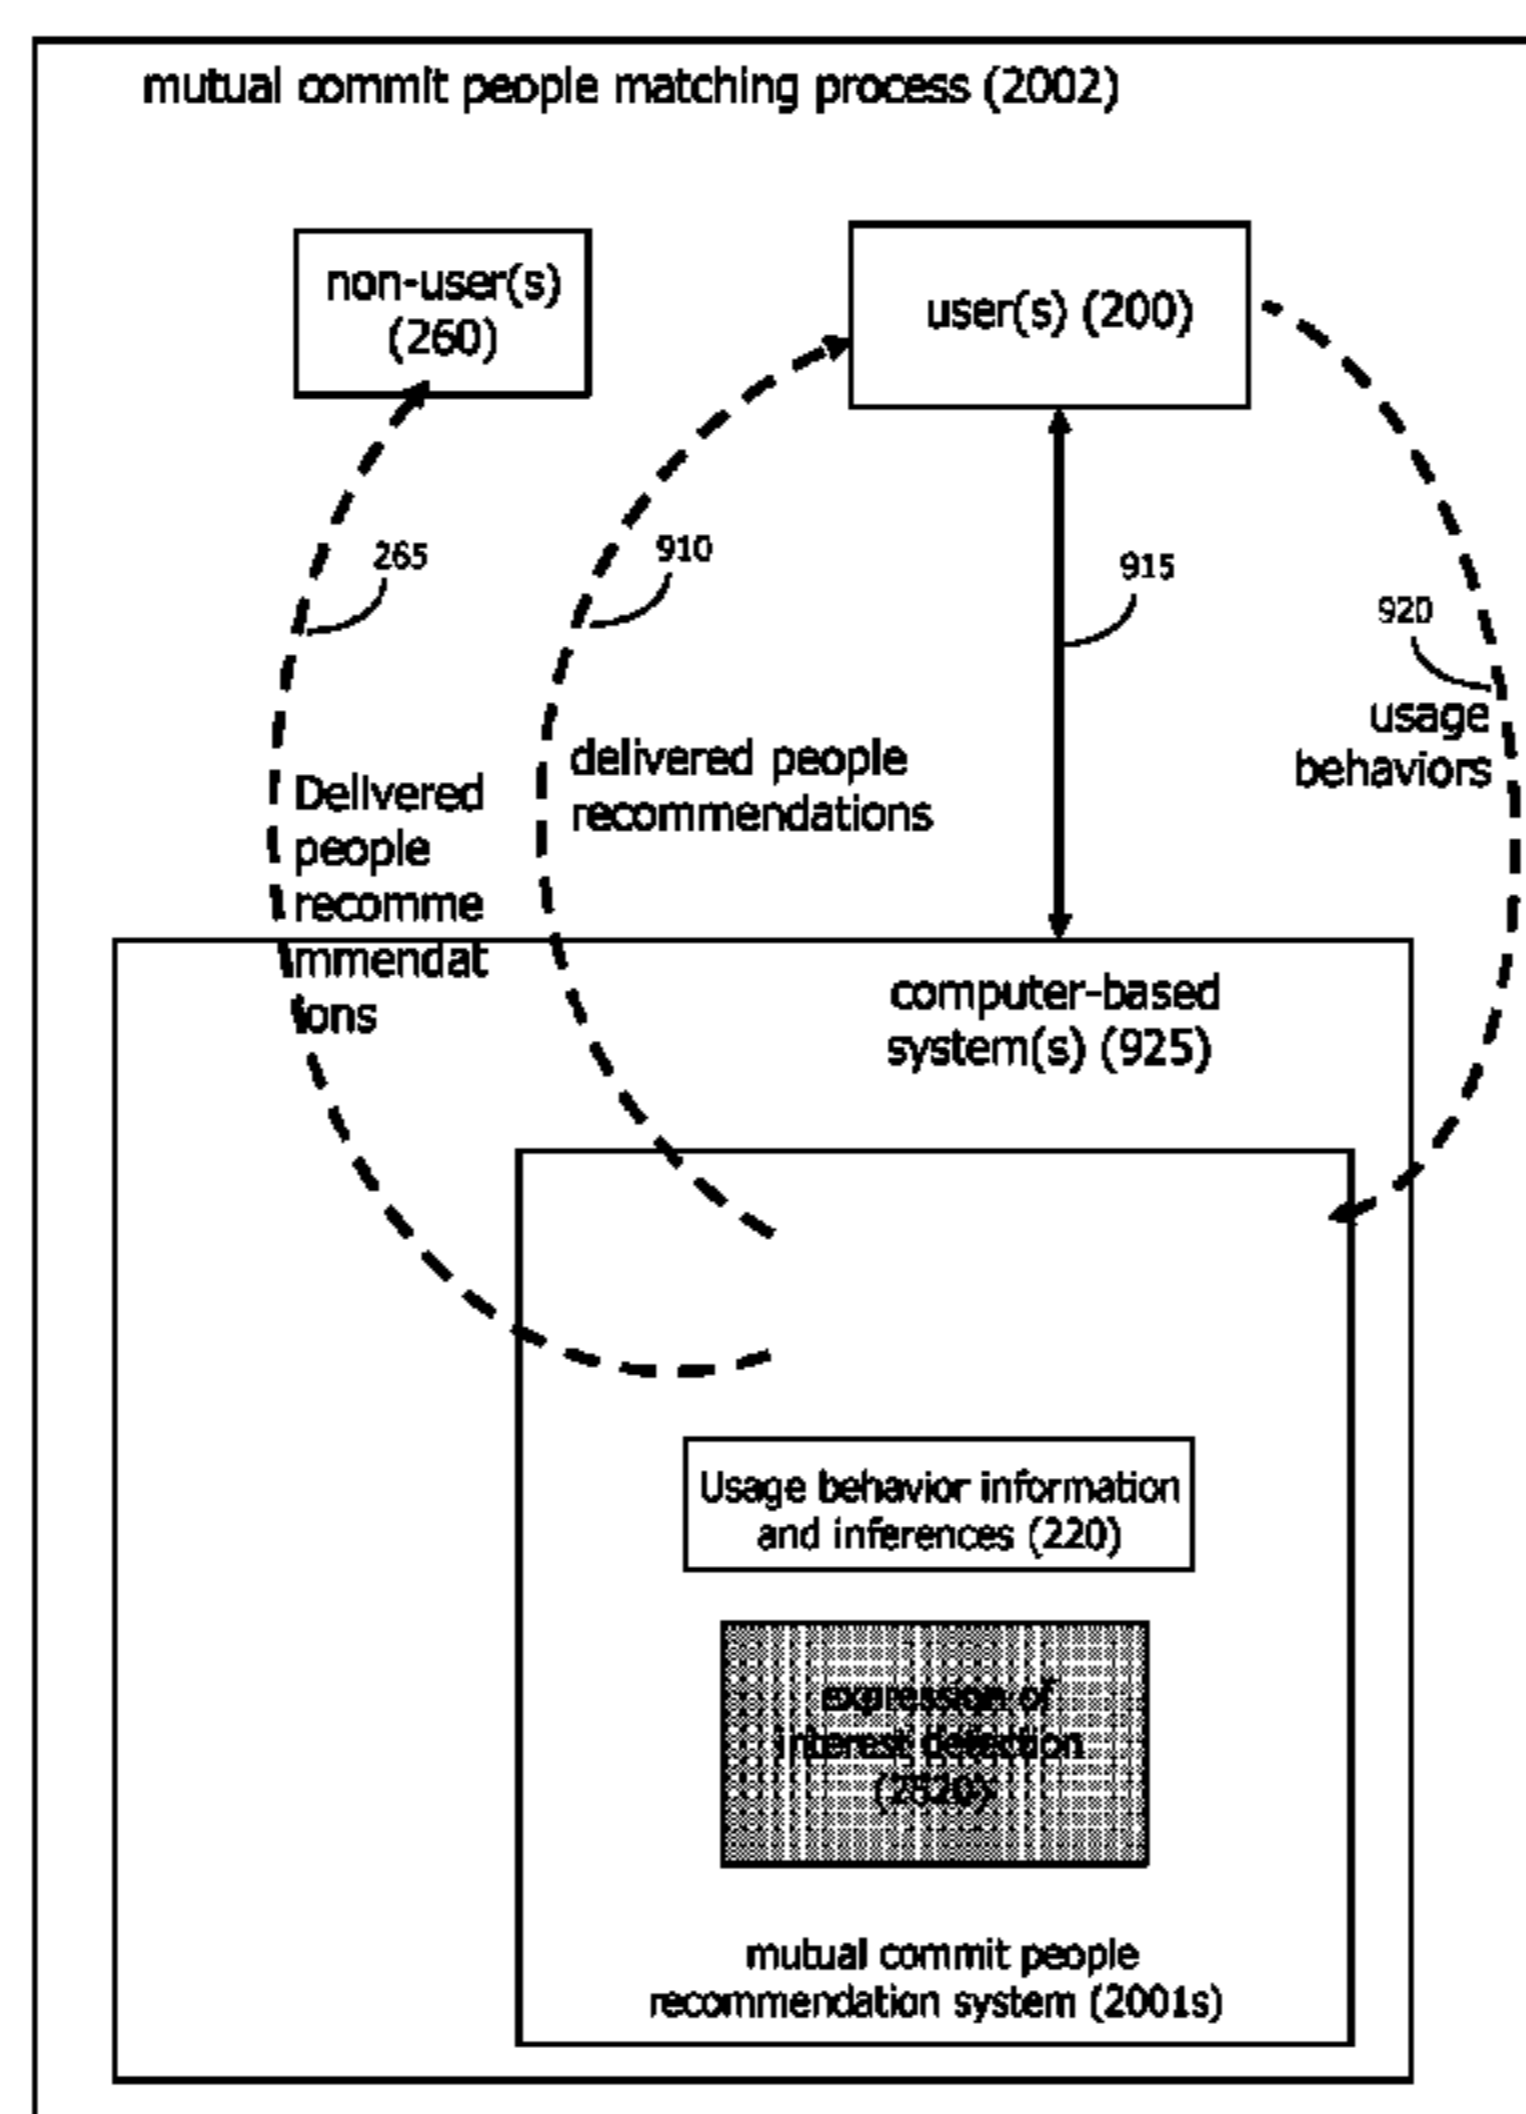 mutual commit people matching process (2002)
non-user(s)
(260)
user(s) (200)
265
910
915
920
usage
behaviors
delivered people
recommendations
Delivered
people
recomme
mmendat
ions
computer-based
system(s) (925)
Usage behavior information
and inferences (220)
expression of
interest detection
(2520)
mutual commit people
recommendation system (2001s)